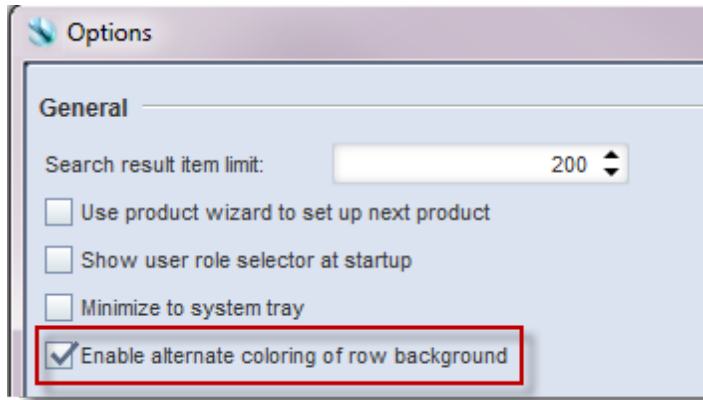 Options
General
Search result item limit: 200
Use product wizard to set up next product
Show user role selector at startup
Minimize to system tray
Enable alternate coloring of row background